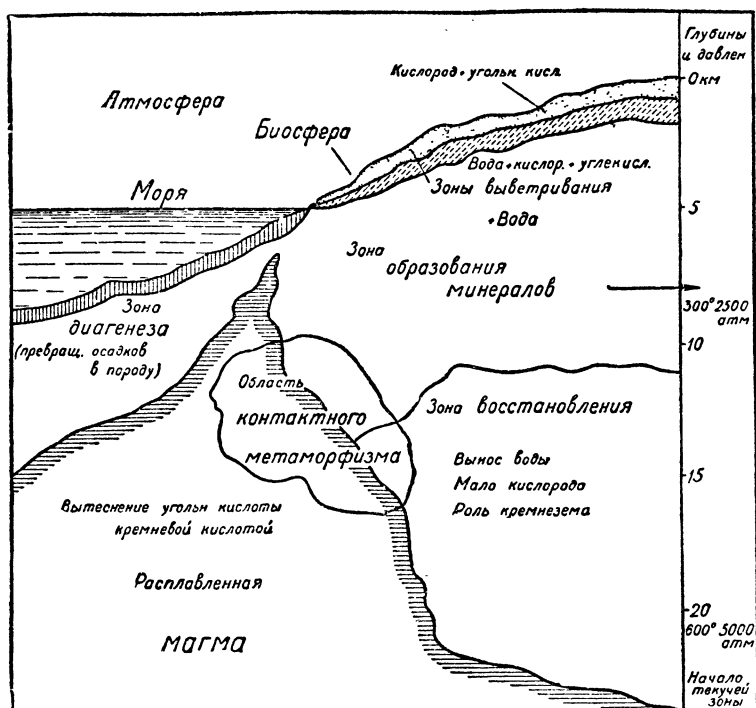 Глубины
и давлен
0 км
Кислород + угольн кисл.
Атмосфера
Биосфера
Вода + кислор. + углекисл.
Зоны выветривания
Моря
5
+ Вода
Зона
образования
минералов
300° 2500
атм
Зона
диагенеза
(превращ. осадков
в породу)
10
Область
контактного
метаморфизма
Зона восстановления
Вынос воды
Мало кислорода
Роль кремнезема
15
Вытеснение угольн кислоты
кремневой кислотой
Расплавленная
магма
20
600° 5000
атм
Начало
текучей
зоны